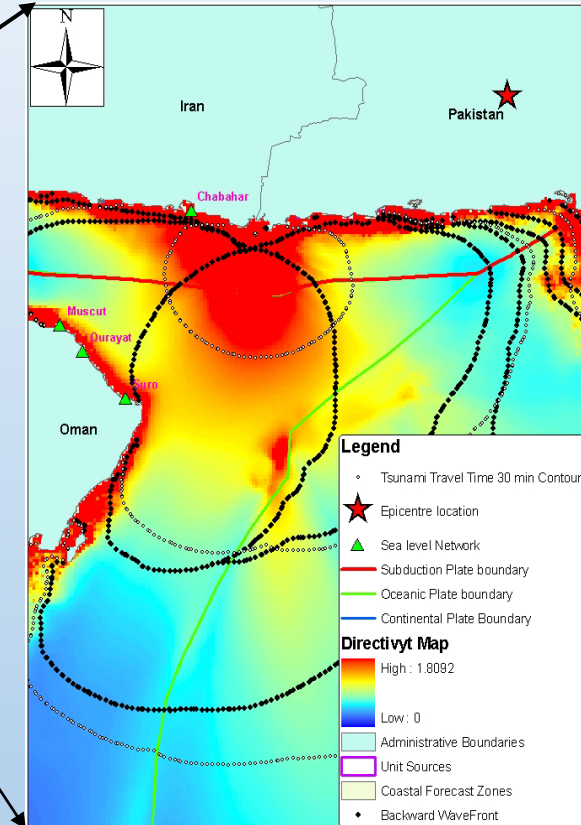 N
Iran
Pakistan
Chabahar
Muscut
Qurayat
Suro
Oman
Legend
Tsunami Travel Time 30 min Contour
Epicentre location
Sea level Network
Subduction Plate boundary
Oceanic Plate boundary
Continental Plate Boundary
Directivyt Map
High : 1.8092
Low : 0
Administrative Boundaries
Unit Sources
Coastal Forecast Zones
Backward WaveFront